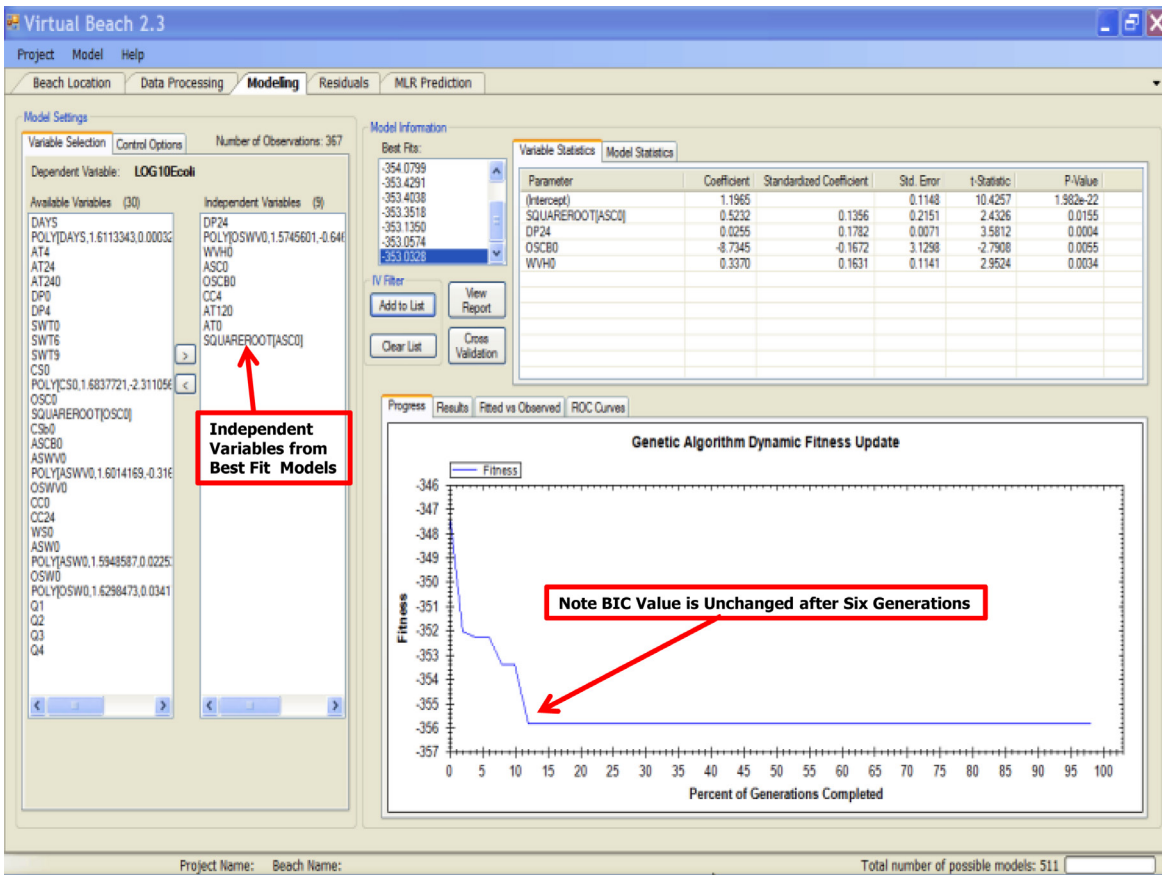 Virtual Beach 2.3
Project Model Help
Beach Location Data Processing Modeling Residuals MLR Prediction
Model Settings
Variable Selection Control Options Number of Observations: 367
Dependent Variable: LOG10Ecoli
Available Variables (30)
DAYS
POLY[DAYS,1.6113343,0.00032
AT4
AT24
AT240
DP0
DP4
SWT0
SWT6
SWT9
CS0
POLY[CS0,1.6837721,-2.311056
OSC0
SQUAREROOT[OSC0]
CSb0
ASCB0
ASWV0
POLY[ASWV0,1.6014169,-0.316
OSWV0
CC0
CC24
WS0
ASW0
POLY[ASW0,1.5948587,0.0225
OSW0
POLY[OSW0,1.6298473,0.0341
Q1
Q2
Q3
Q4
>
<
Independent Variables (9)
DP24
POLY[OSWV0,1.5745601,-0.646
WVH0
ASC0
OSCB0
CC4
AT120
AT0
SQUAREROOT[ASC0]
Independent
Variables from
Best Fit Models
Model Information
Best Fits:
-354.0799
-353.4291
-353.4038
-353.3518
-353.1350
-353.0574
-353.0328
IV Filter
Add to List
Clear List
View
Report
Cross
Validation
Variable Statistics Model Statistics
Parameter Coefficient Standardized Coefficient Std. Error t-Statistic P-Value
(Intercept) 1.1965 0.1148 10.4257 1.982e-22
SQUAREROOT[ASC0] 0.5232 0.1356 0.2151 2.4326 0.0155
DP24 0.0255 0.1782 0.0071 3.5812 0.0004
OSCB0 -8.7345 -0.1672 3.1298 -2.7908 0.0055
WVH0 0.3370 0.1631 0.1141 2.9524 0.0034
Progress Results Fitted vs Observed ROC Curves
Genetic Algorithm Dynamic Fitness Update
Fitness
-346
-347
-348
-349
-350
-351
-352
-353
-354
-355
-356
-357
Fitness
Note BIC Value is Unchanged after Six Generations
0 5 10 15 20 25 30 35 40 45 50 55 60 65 70 75 80 85 90 95 100
Percent of Generations Completed
Project Name: Beach Name: Total number of possible models: 511